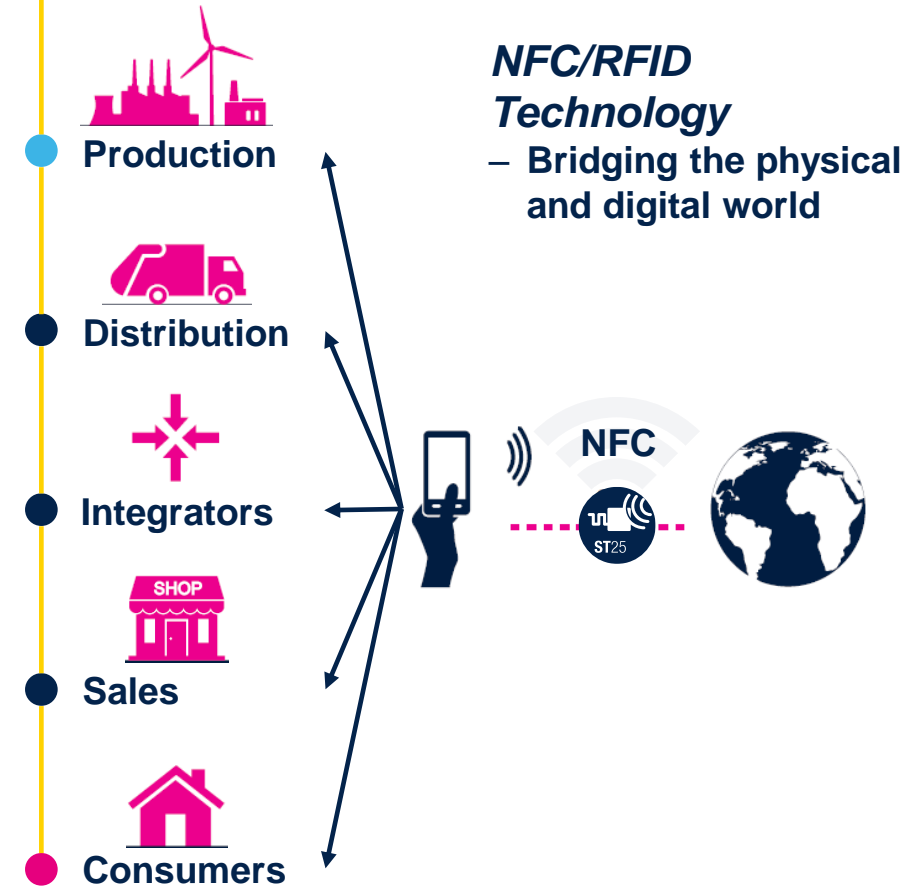 NFC/RFID
Technology
– Bridging the physical
and digital world
Production
Distribution
Integrators
SHOP
Sales
Consumers
NFC
ST25